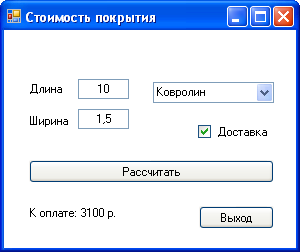 Стоимость покрытия
Длина 10 Ковролин
Ширина 1,5
Доставка
Рассчитать
К оплате: 3100 р.
Выход